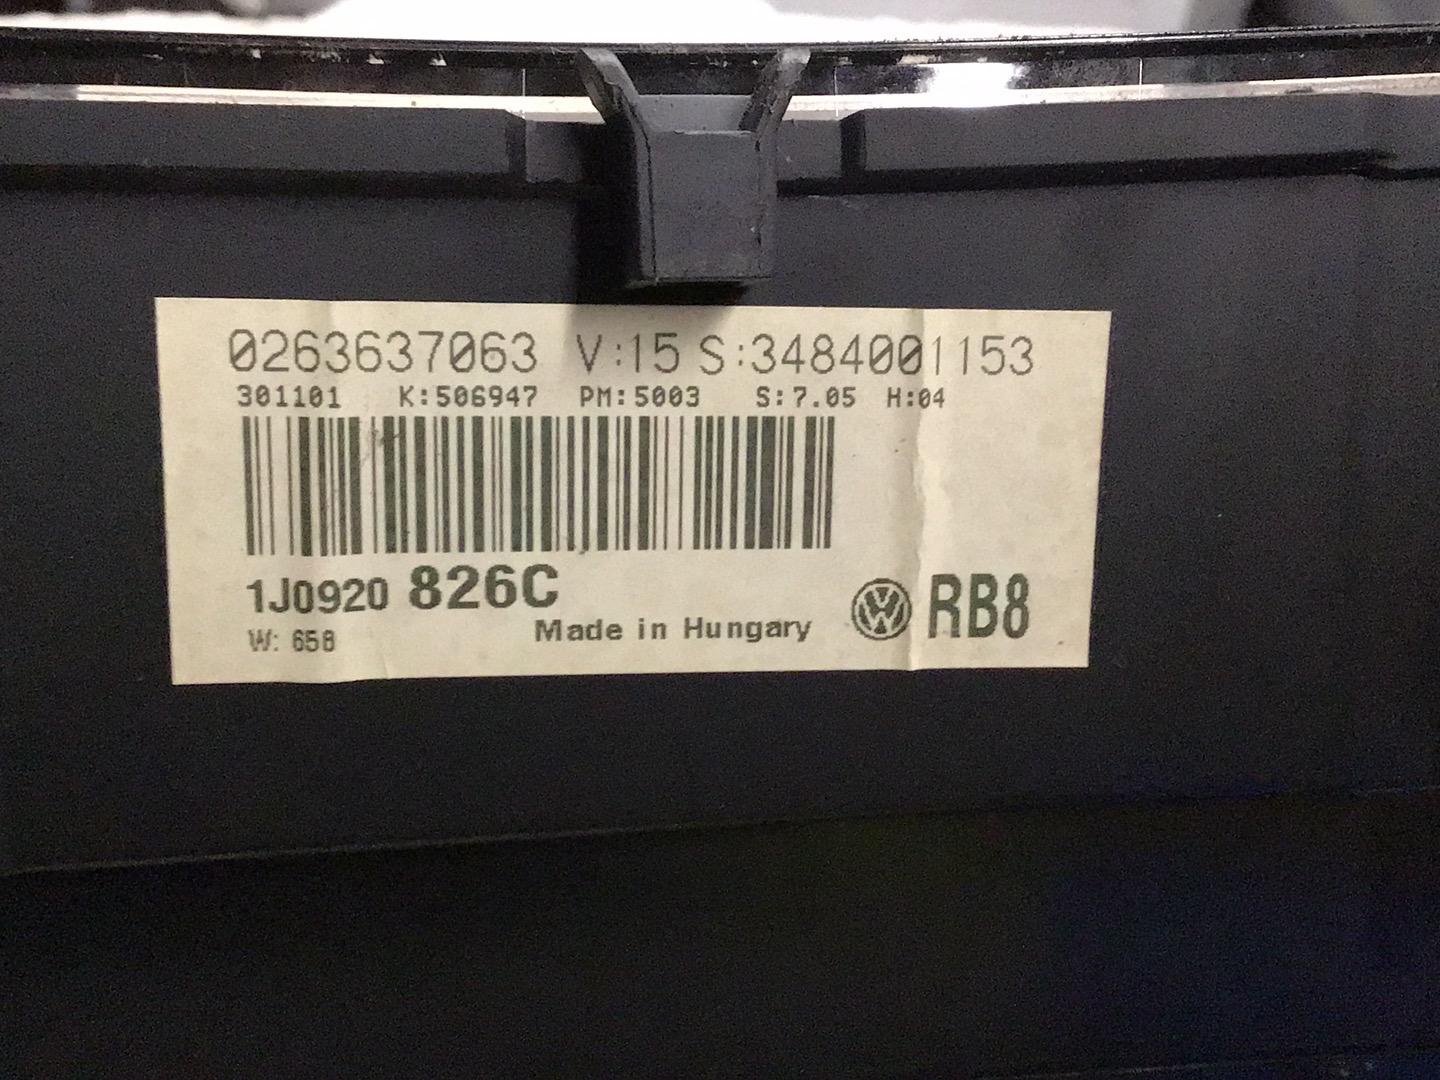 0263637063 V:15 S:3484001153
301101 K:506947 PM:5003 S:7.05 H:04
1J0920 826C
RB8
W: 658
Made in Hungary